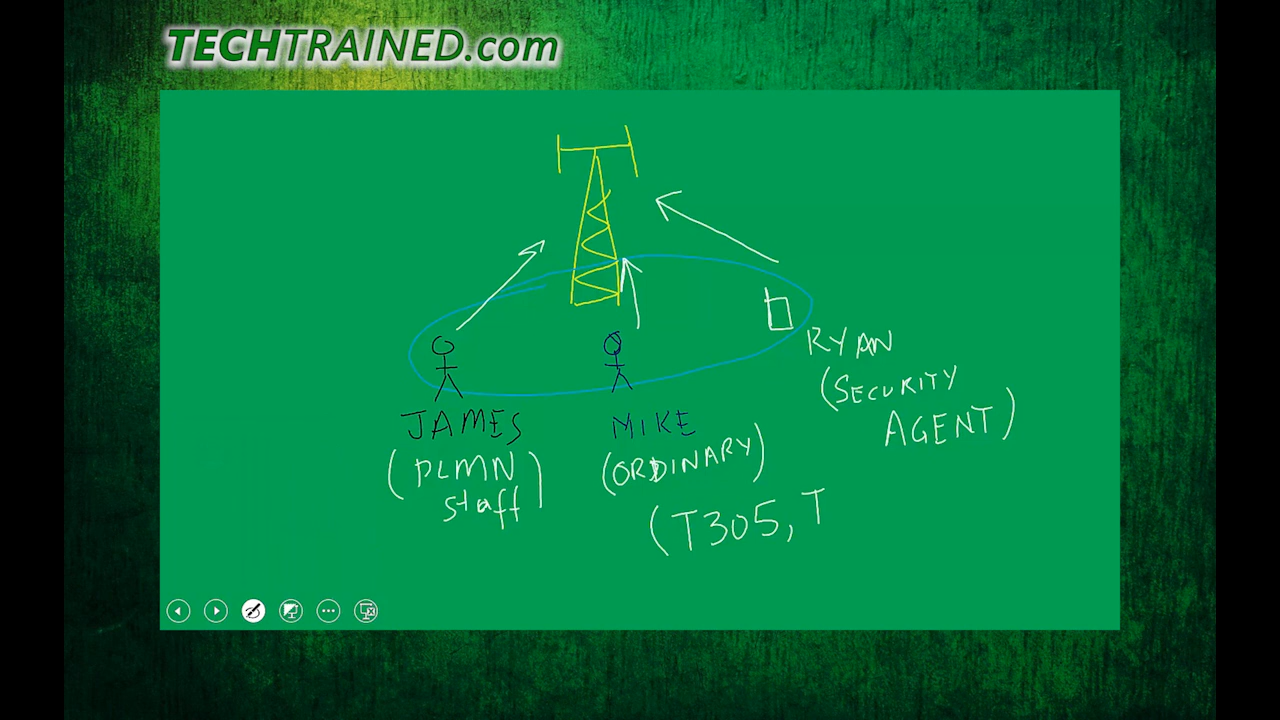 TECHTRAINED.com
JAMES
(PLMN
staff)
MIKE
(ORDINARY)
(T305, T
RYAN
(SECURITY
AGENT)